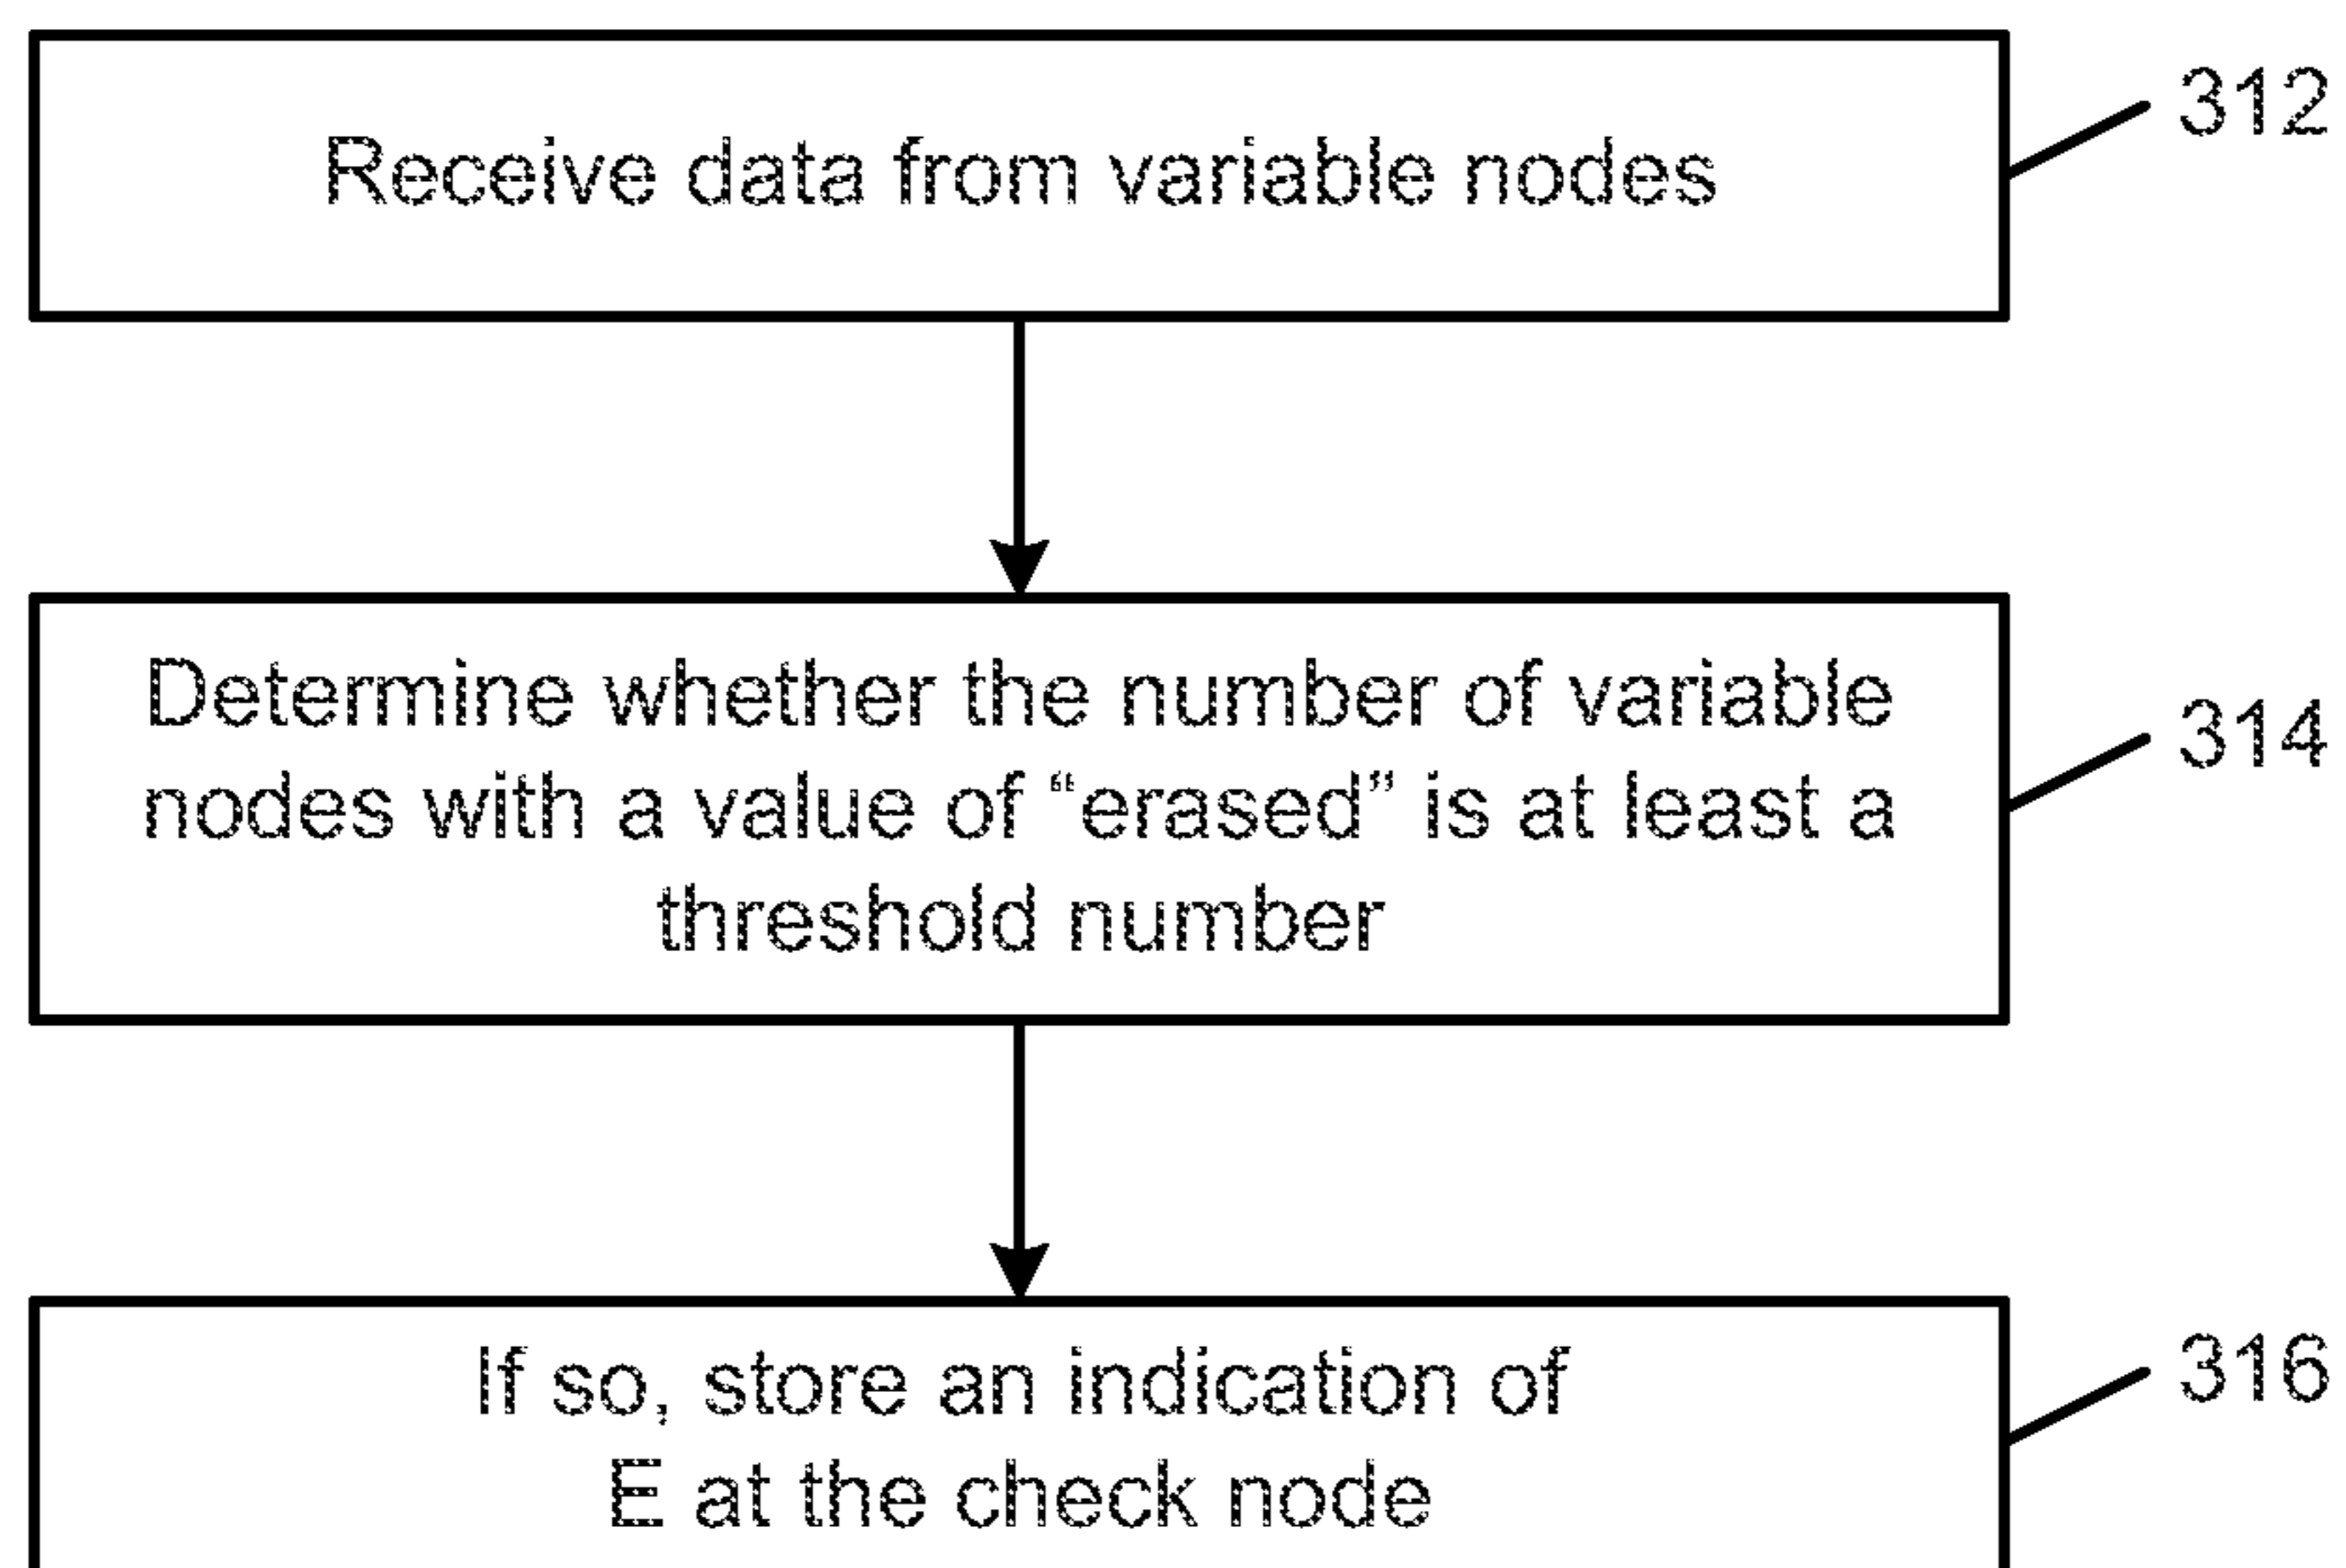 Receive data from variable nodes
312
Determine whether the number of variable
nodes with a value of “erased” is at least a
threshold number
314
If so, store an indication of
E at the check node
316